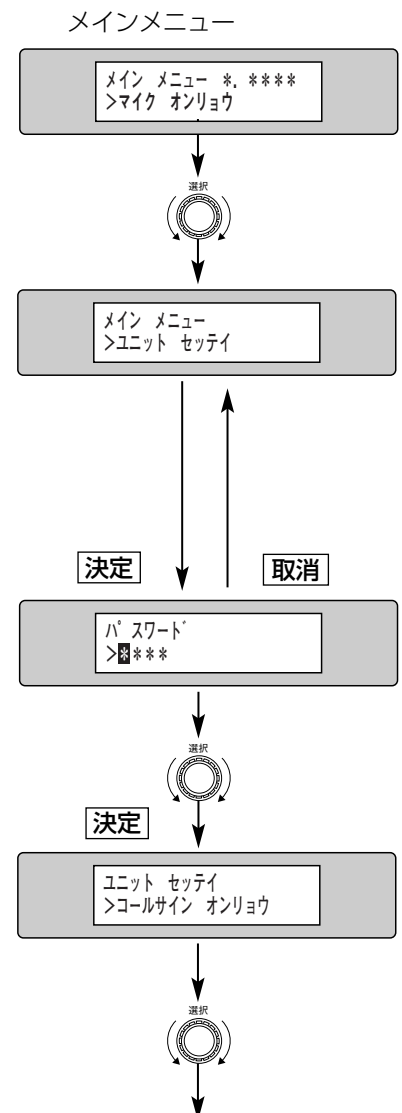 メインメニュー
メイン メニュー *. ****
>マイク オンリョウ
選択
メイン メニュー
>ユニット セッテイ
決定
取消
パスワード
>****
選択
決定
ユニット セッテイ
>コールサイン オンリョウ
選択